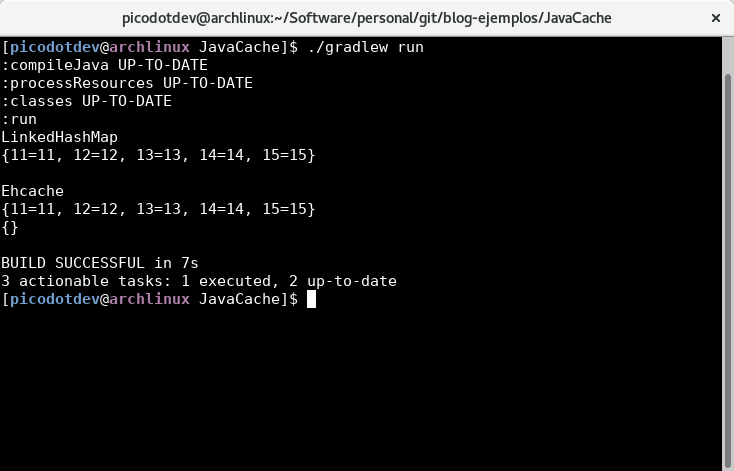 picodotdev@archlinux:~/Software/personal/git/blog-ejemplos/JavaCache
[picodotdev@archlinux JavaCache]$ ./gradlew run
:compileJava UP-TO-DATE
:processResources UP-TO-DATE
:classes UP-TO-DATE
:run
LinkedHashMap
{11=11, 12=12, 13=13, 14=14, 15=15}
Ehcache
{11=11, 12=12, 13=13, 14=14, 15=15}
{}
BUILD SUCCESSFUL in 7s
3 actionable tasks: 1 executed, 2 up-to-date
[picodotdev@archlinux JavaCache]$